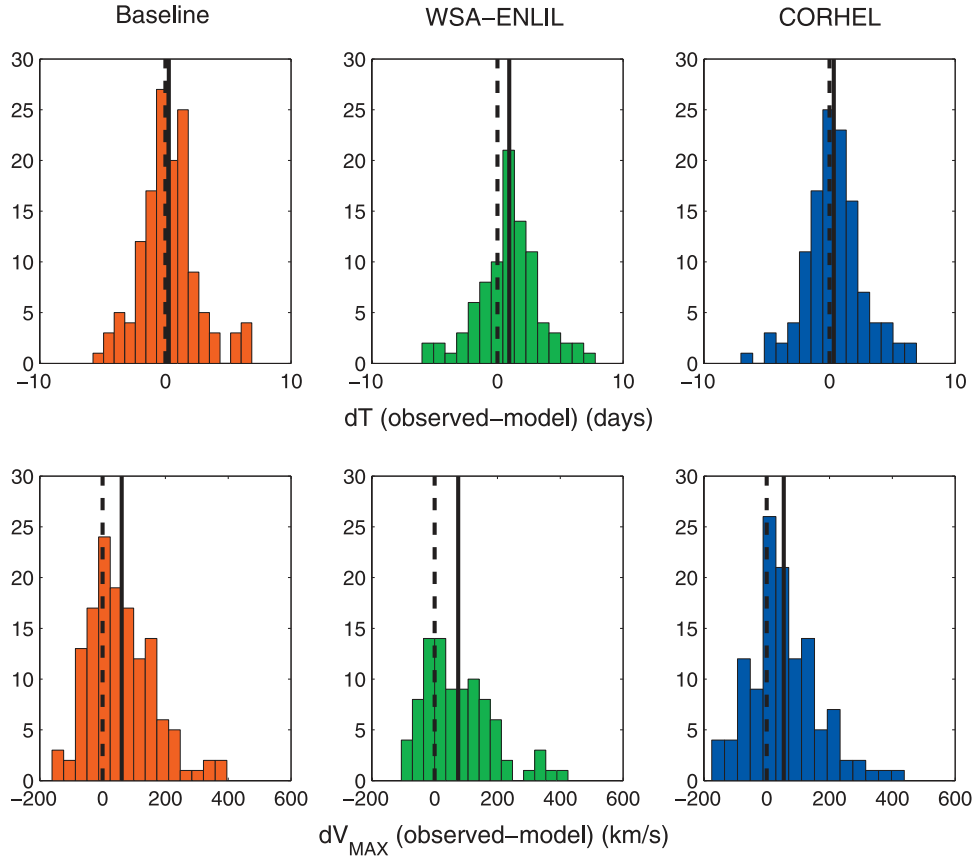 Baseline WSA–ENLIL CORHEL
30 30 30
25 25 25
20 20 20
15 15 15
10 10 10
5 5 5
0 0 0
–10 0 10 –10 0 10 –10 0 10
dT (observed–model) (days)
30 30 30
25 25 25
20 20 20
15 15 15
10 10 10
5 5 5
0 0 0
–200 0 200 400 600 –200 0 200 400 600 –200 0 200 400 600
dV_MAX (observed–model) (km/s)